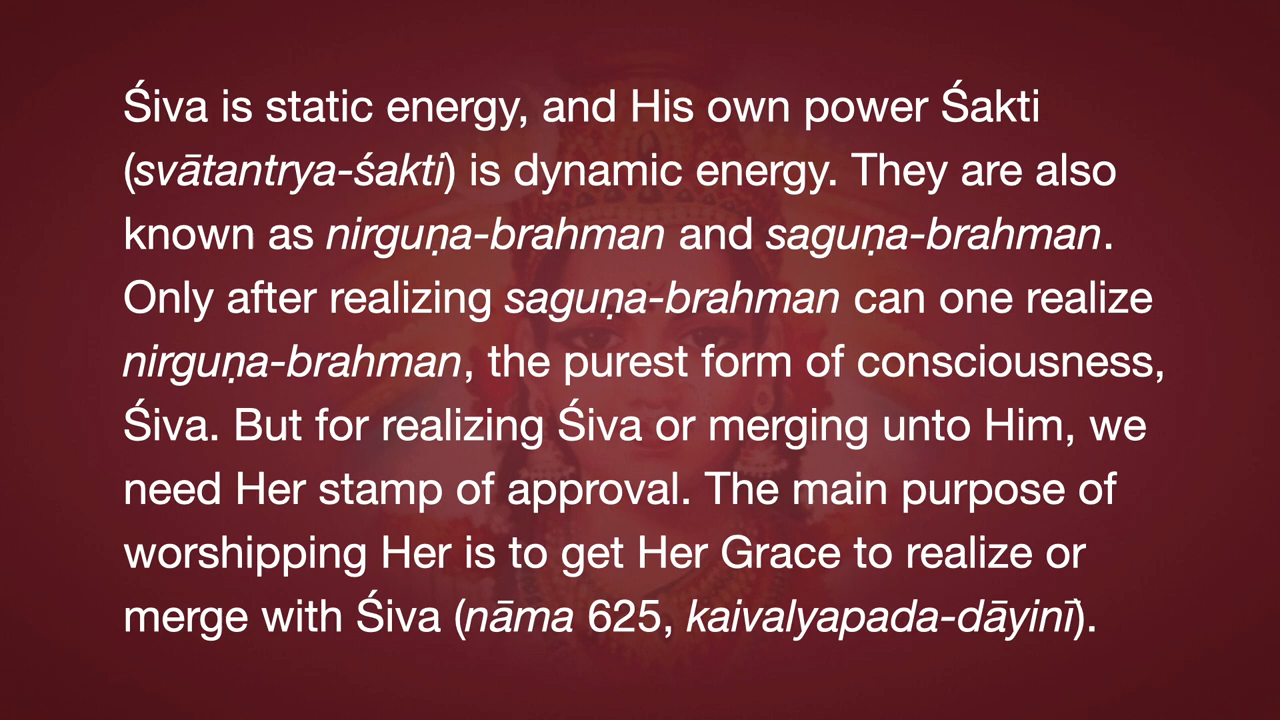 Śiva is static energy, and His own power Śakti
(svātantrya-śakti) is dynamic energy. They are also
known as nirguṇa-brahman and saguṇa-brahman.
Only after realizing saguṇa-brahman can one realize
nirguṇa-brahman, the purest form of consciousness,
Śiva. But for realizing Śiva or merging unto Him, we
need Her stamp of approval. The main purpose of
worshipping Her is to get Her Grace to realize or
merge with Śiva (nāma 625, kaivalyapada-dāyinī).